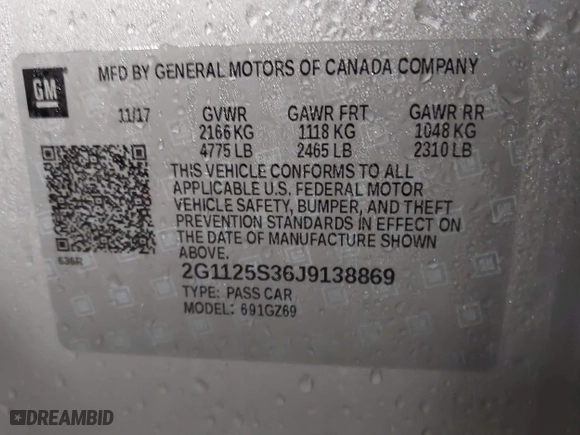 GM
MFD BY GENERAL MOTORS OF CANADA COMPANY
11/17 GVWR GAWR FRT GAWR RR
2166 KG 1118 KG 1048 KG
4775 LB 2465 LB 2310 LB
THIS VEHICLE CONFORMS TO ALL
APPLICABLE U.S. FEDERAL MOTOR
VEHICLE SAFETY, BUMPER, AND THEFT
PREVENTION STANDARDS IN EFFECT ON
THE DATE OF MANUFACTURE SHOWN
ABOVE.
636R
2G1125S36J9138869
TYPE: PASS CAR
MODEL: 691GZ69
DREAMBID